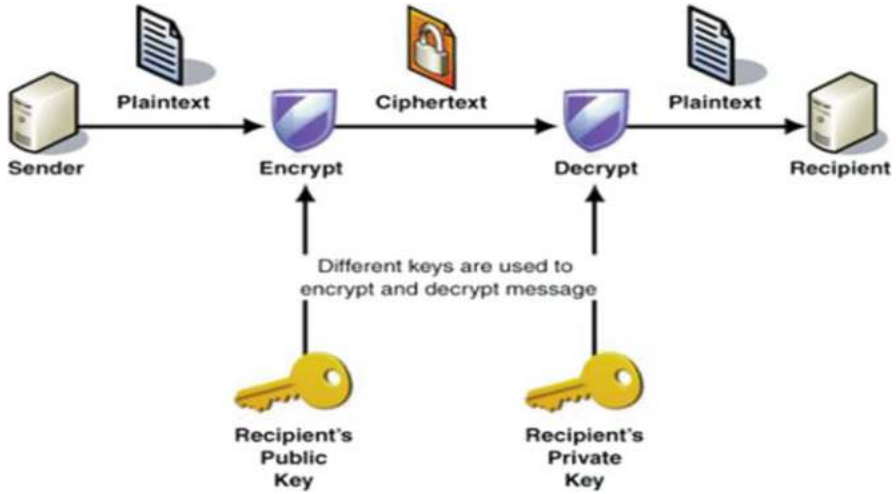 Plaintext
Ciphertext
Plaintext
Sender
Encrypt
Decrypt
Recipient
Different keys are used to
encrypt and decrypt message
Recipient's
Public
Key
Recipient's
Private
Key